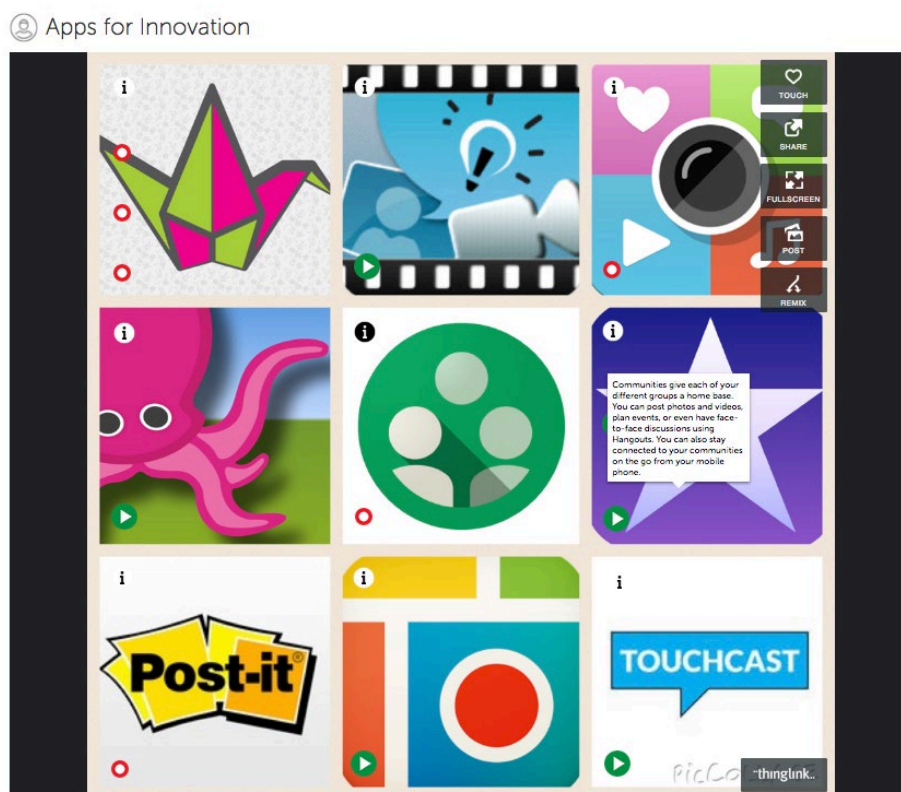 Apps for Innovation
TOUCH
SHARE
FULLSCREEN
POST
REMIX
Communities give each of your
different groups a home base.
You can post photos and videos,
plan events, or even have face-
to-face discussions using
Hangouts. You can also stay
connected to your communities
on the go from your mobile
phone.
Post-it®
TOUCHCAST
thinglink..